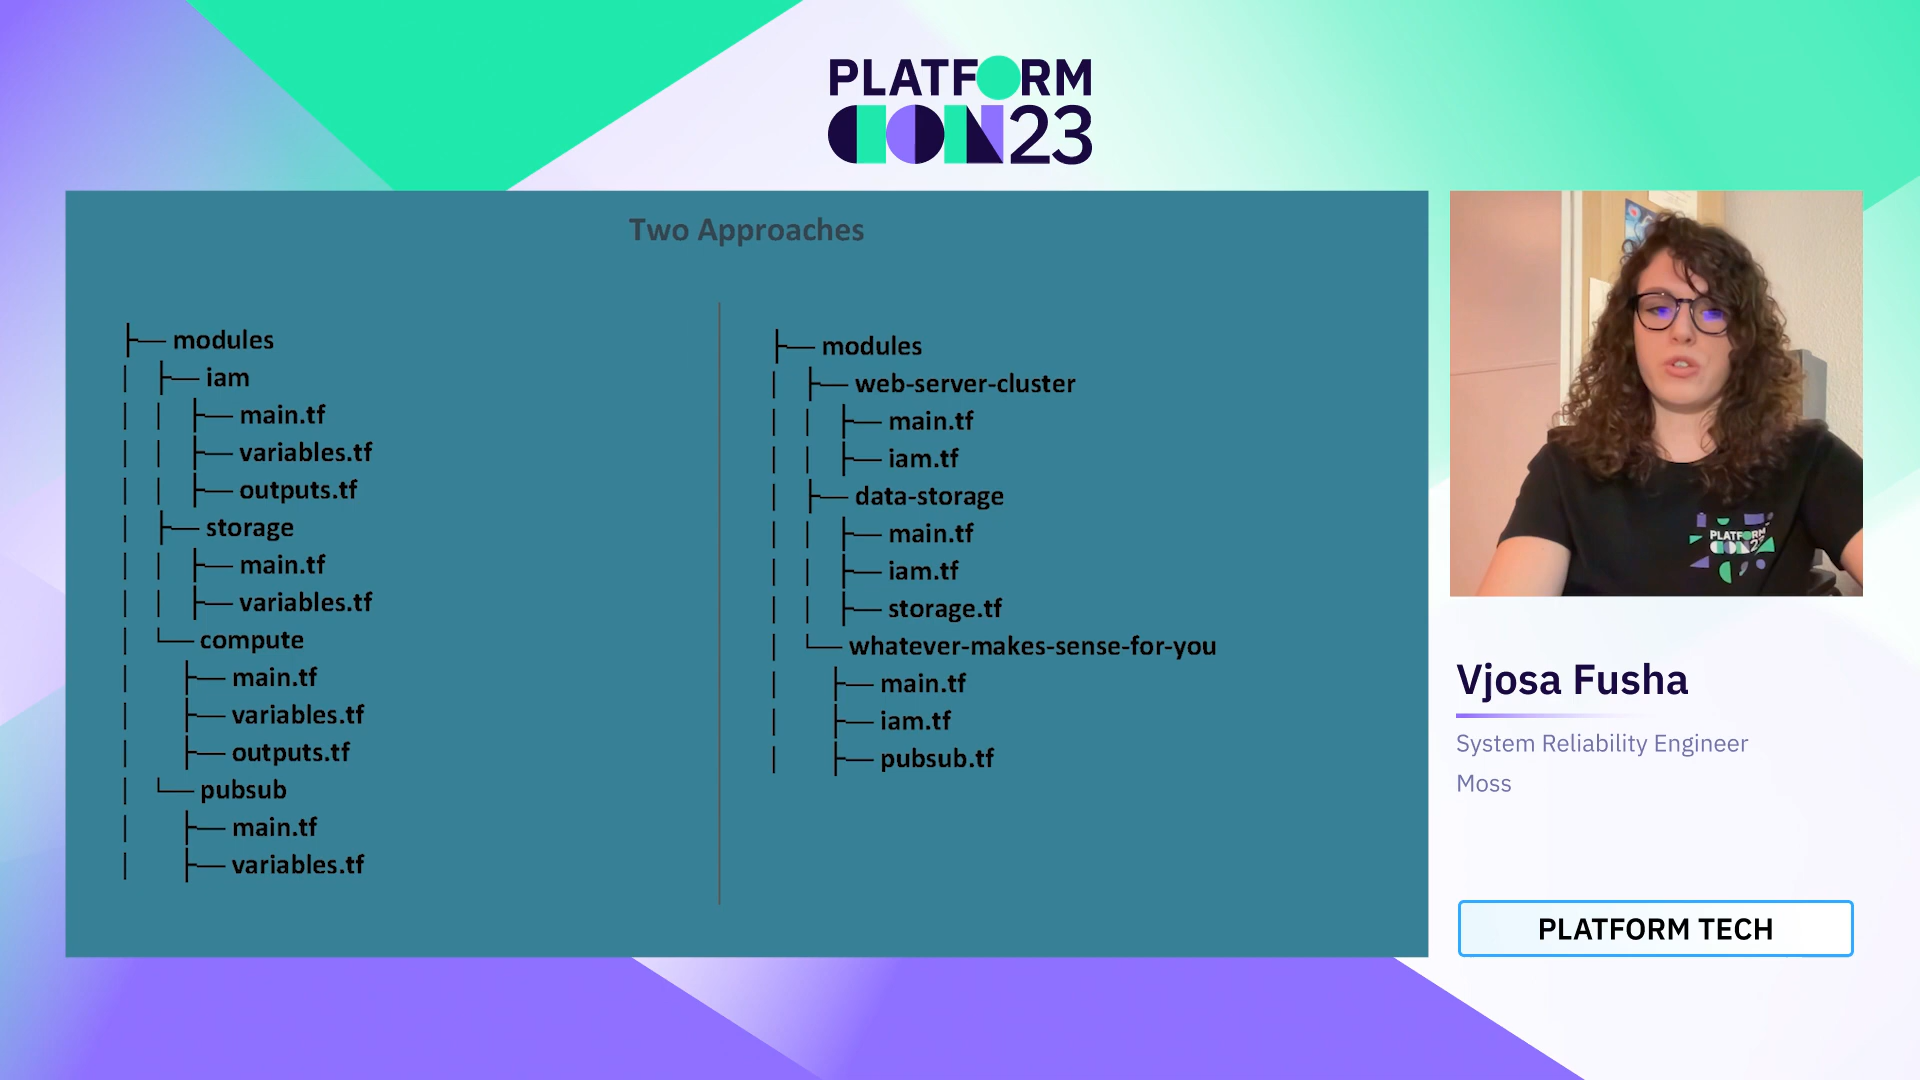 PLATFORM
CON23
Two Approaches
├── modules
│ ├── iam
│ │ ├── main.tf
│ │ ├── variables.tf
│ │ ├── outputs.tf
│ ├── storage
│ │ ├── main.tf
│ │ ├── variables.tf
│ └── compute
│ ├── main.tf
│ ├── variables.tf
│ ├── outputs.tf
│ └── pubsub
│ ├── main.tf
│ ├── variables.tf
├── modules
│ ├── web-server-cluster
│ │ ├── main.tf
│ │ ├── iam.tf
│ ├── data-storage
│ │ ├── main.tf
│ │ ├── iam.tf
│ │ ├── storage.tf
│ └── whatever-makes-sense-for-you
│ ├── main.tf
│ ├── iam.tf
│ ├── pubsub.tf
PLATFORM
CON23
Vjosa Fusha
System Reliability Engineer
Moss
PLATFORM TECH